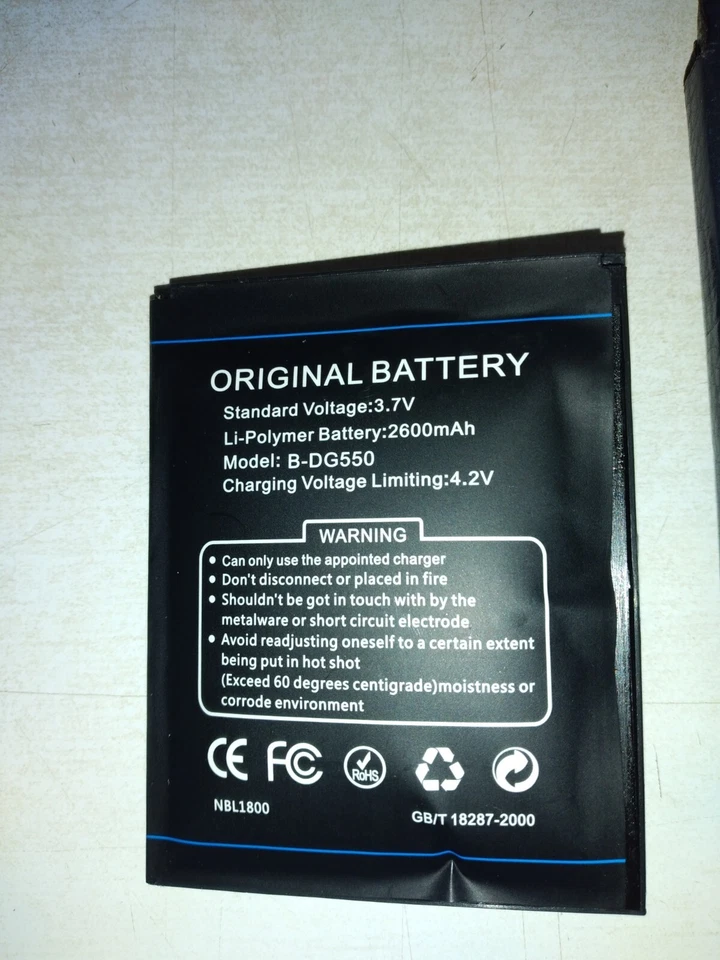 ORIGINAL BATTERY
Standard Voltage:3.7V
Li-Polymer Battery:2600mAh
Model: B-DG550
Charging Voltage Limiting:4.2V
WARNING
• Can only use the appointed charger
• Don't disconnect or placed in fire
• Shouldn't be got in touch with by the
metalware or short circuit electrode
• Avoid readjusting oneself to a certain extent
being put in hot shot
(Exceed 60 degrees centigrade)moistness or
corrode environment
CE FC RoHS
NBL1800
GB/T 18287-2000